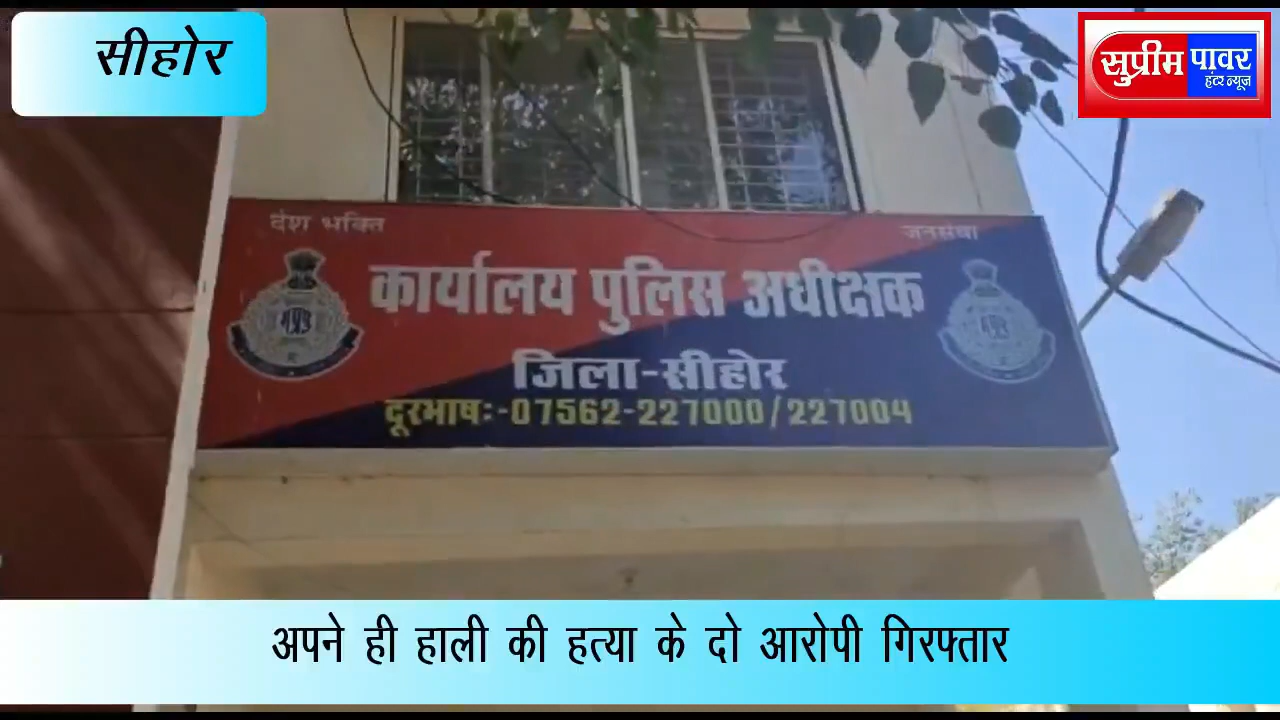 सीहोर
सुप्रीम पावर
हंटर न्यूज़
देश भक्ति
जनसेवा
कार्यालय पुलिस अधीक्षक
जिला-सीहोर
दूरभाषः-07562-227000/227004
अपने ही हाली की हत्या के दो आरोपी गिरफ्तार